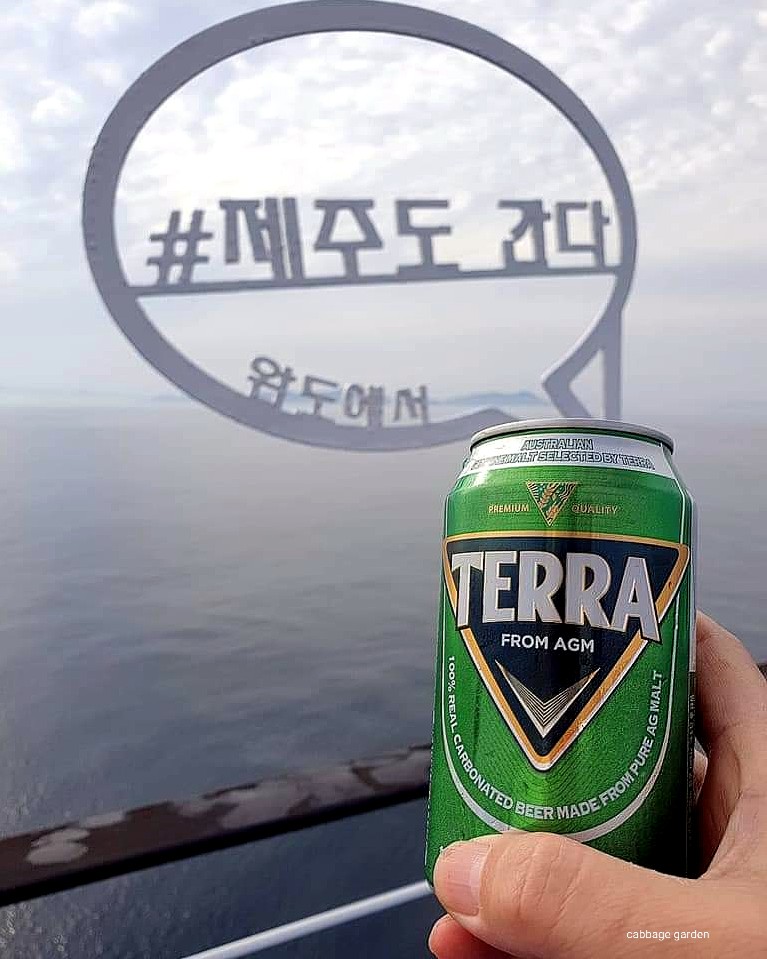 #제주도 간다
완도에서
AUSTRALIAN
MALT SELECTED BY TERRA
PREMIUM QUALITY
TERRA
FROM AGM
100% REAL CARBONATED BEER MADE FROM PURE AG MALT
cabbage garden